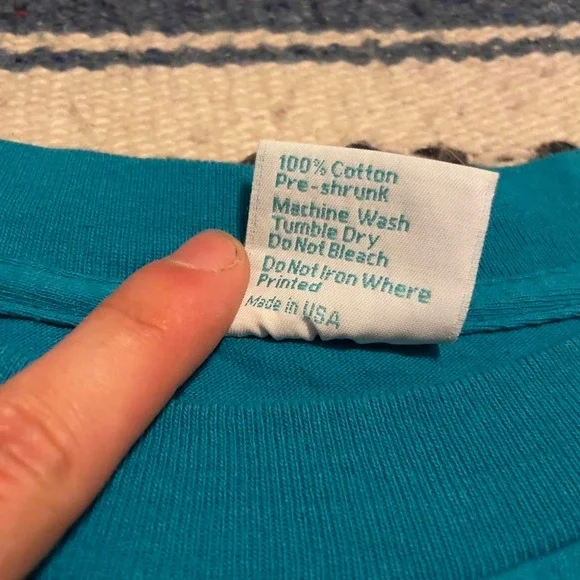 100% Cotton
Pre-shrunk
Machine Wash
Tumble Dry
Do Not Bleach
Do Not Iron Where
Printed
Made in USA